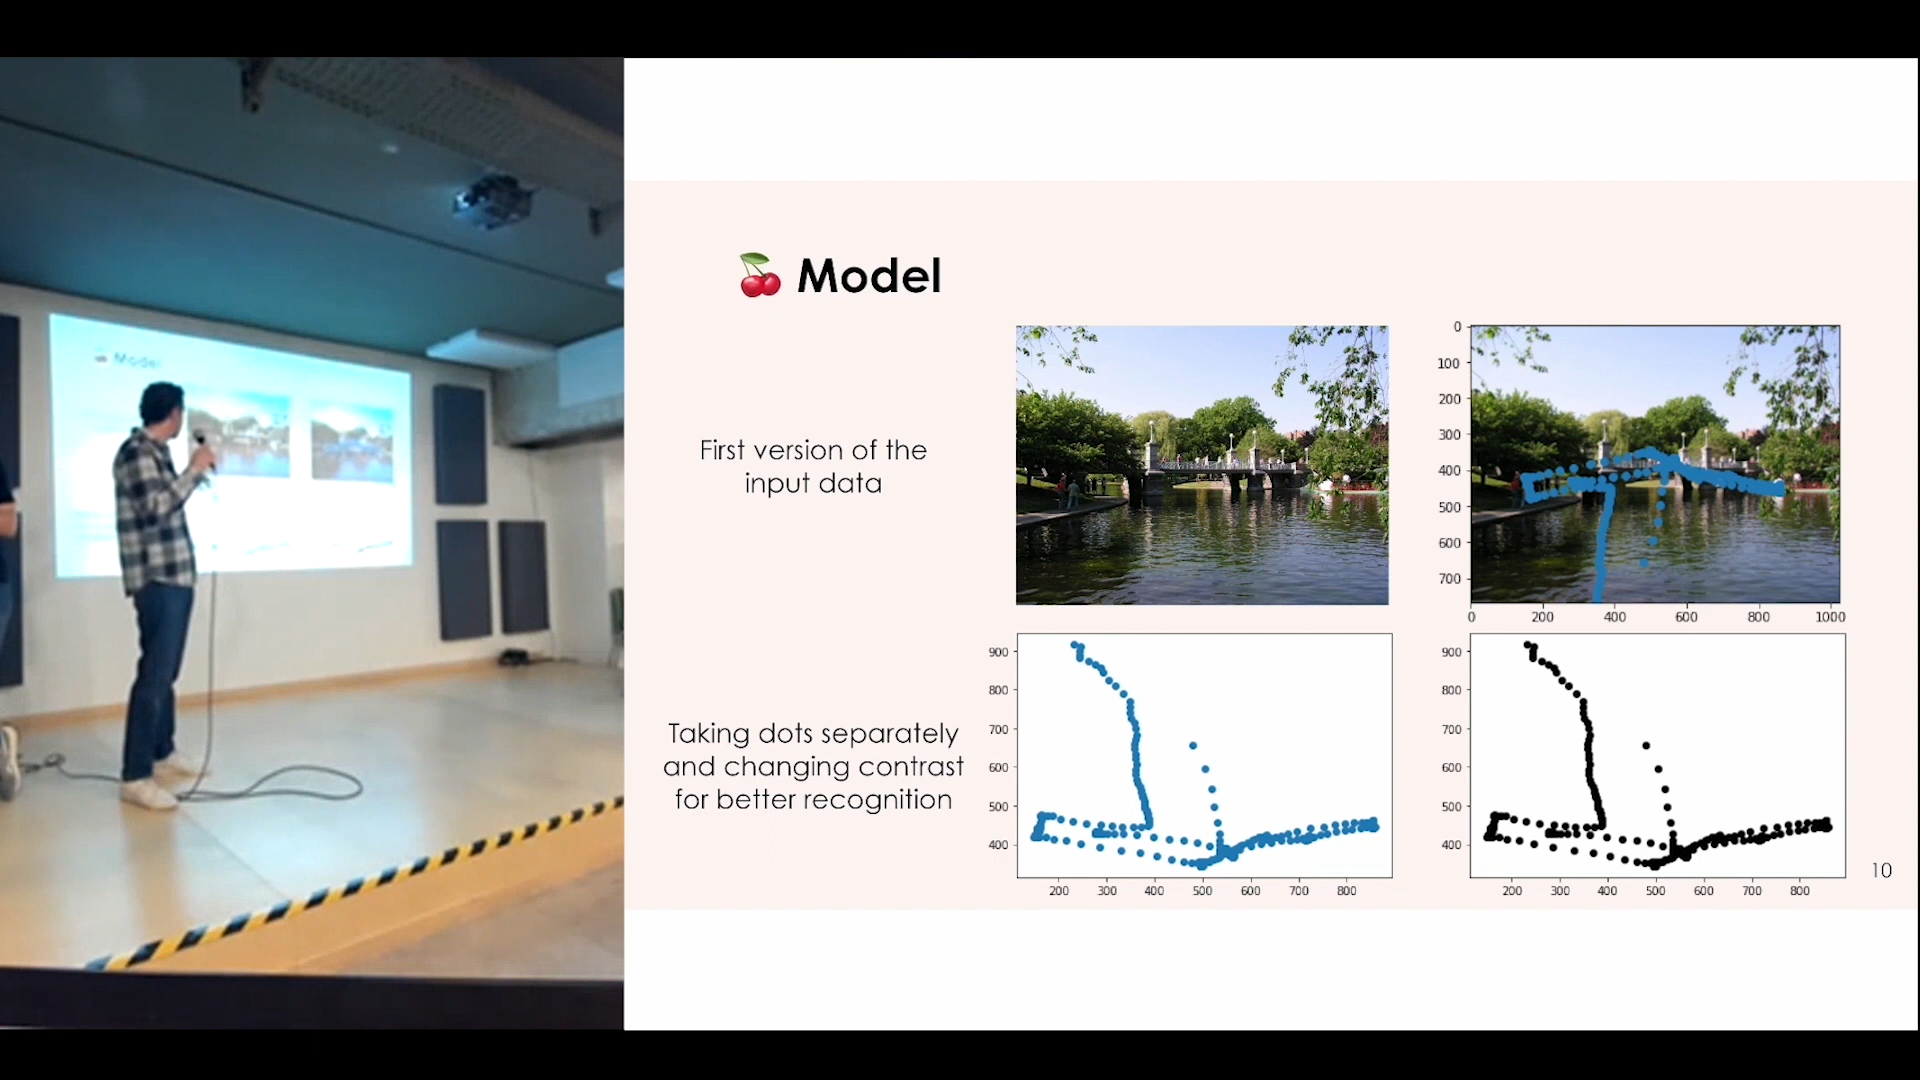 Model
Model
First version of the
input data
0
100
200
300
400
500
600
700
0 200 400 600 800 1000
Taking dots separately
and changing contrast
for better recognition
900
800
700
600
500
400
200 300 400 500 600 700 800
900
800
700
600
500
400
200 300 400 500 600 700 800
10